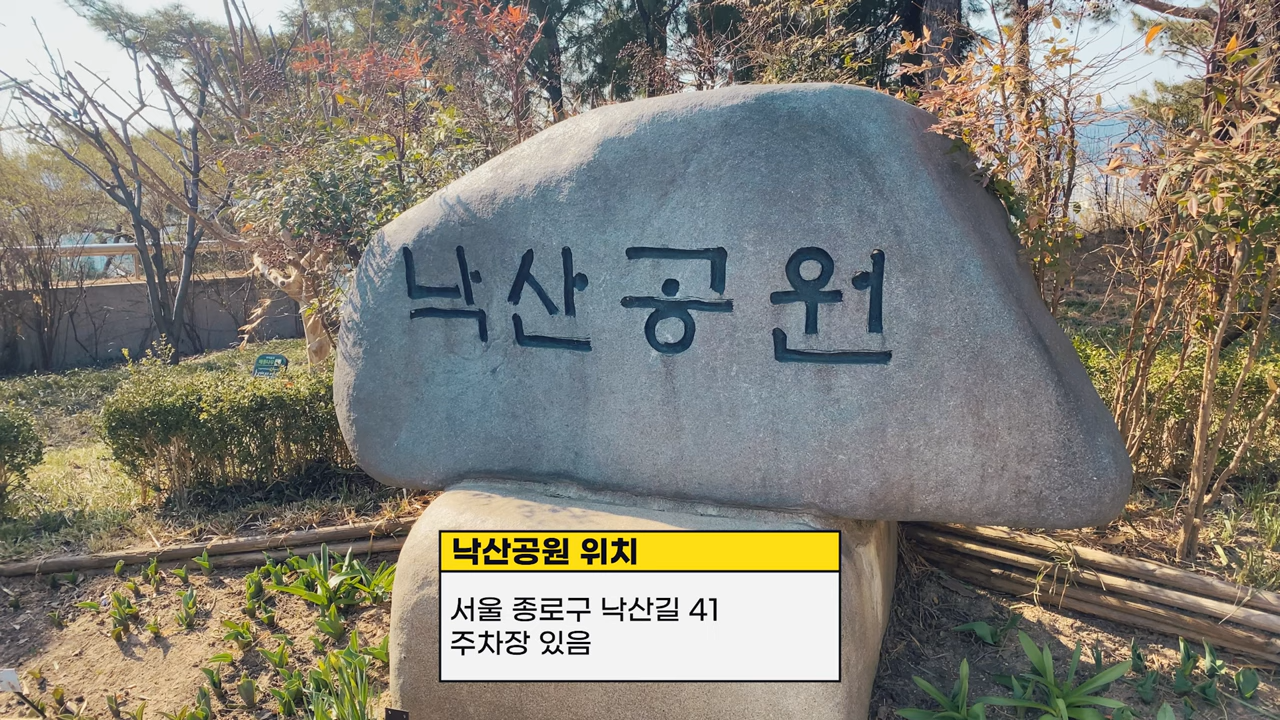 낙산공원
낙산공원 위치
서울 종로구 낙산길 41
주차장 있음